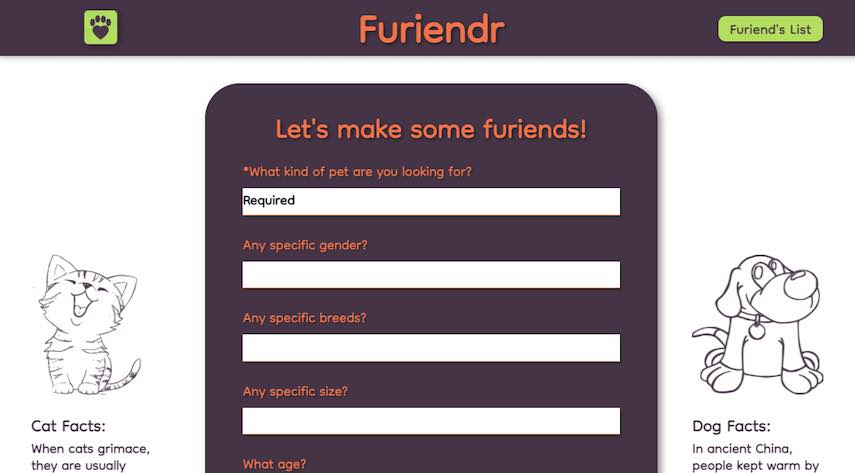 Furiendr
Furiend's List
Let's make some furiends!
*What kind of pet are you looking for?
Required
Any specific gender?
Any specific breeds?
Any specific size?
What age?
Cat Facts:
When cats grimace,
they are usually
Dog Facts:
In ancient China,
people kept warm by